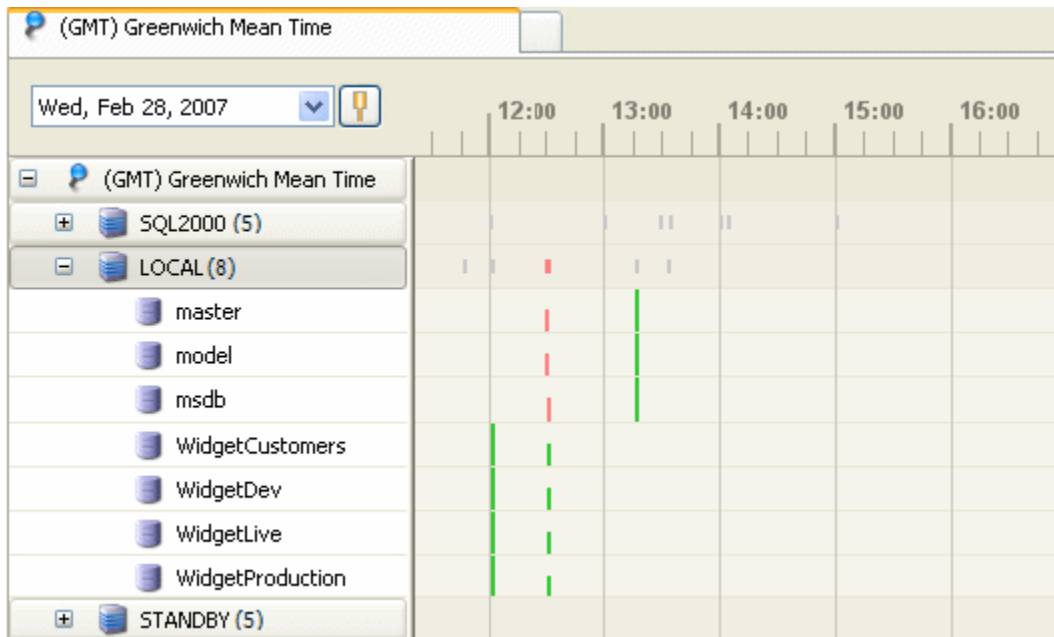 (GMT) Greenwich Mean Time
Wed, Feb 28, 2007
12:00 13:00 14:00 15:00 16:00
(GMT) Greenwich Mean Time
SQL2000 (5)
LOCAL (8)
master
model
msdb
WidgetCustomers
WidgetDev
WidgetLive
WidgetProduction
STANDBY (5)